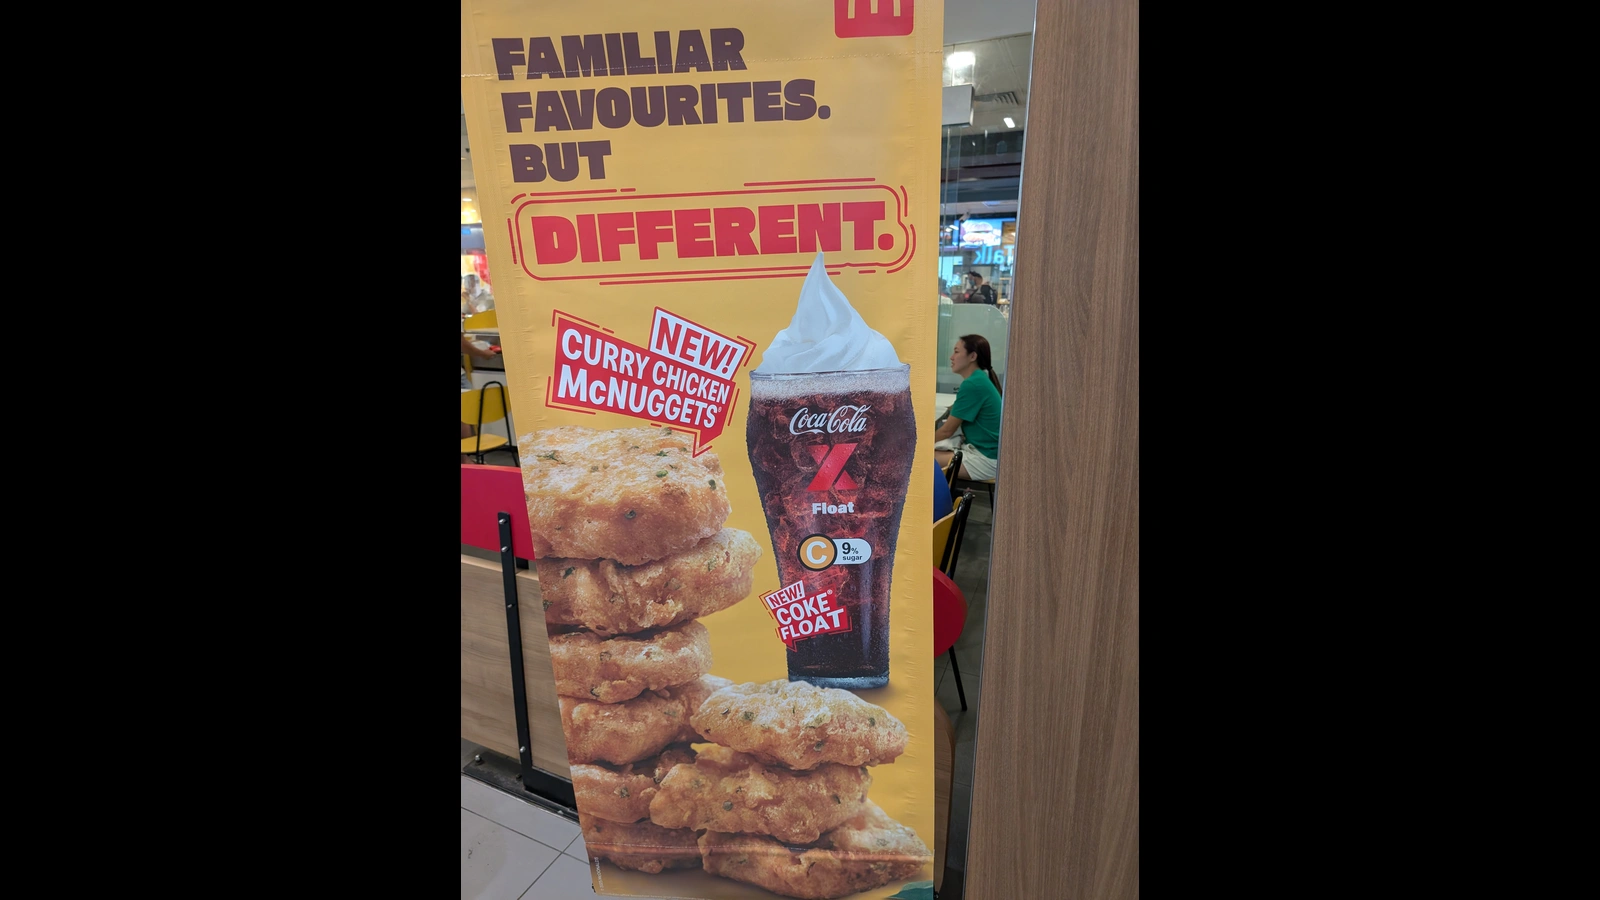 FAMILIAR
FAVOURITES.
BUT
DIFFERENT.
NEW!
CURRY CHICKEN
McNUGGETS®
Coca-Cola
X
Float
C 9% sugar
NEW!
COKE®
FLOAT